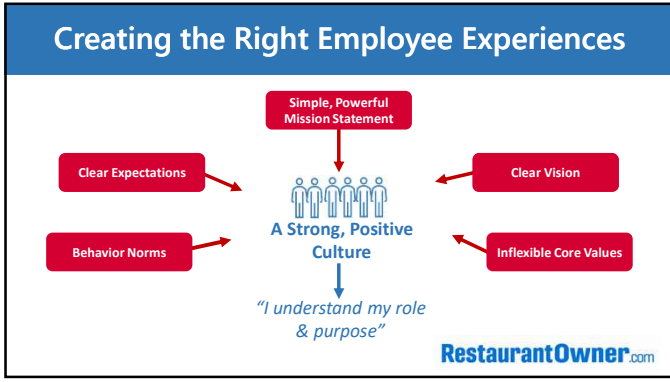 Creating the Right Employee Experiences
Simple, Powerful
Mission Statement
Clear Expectations
Clear Vision
A Strong, Positive
Culture
Behavior Norms
Inflexible Core Values
“I understand my role
& purpose”
RestaurantOwner.com